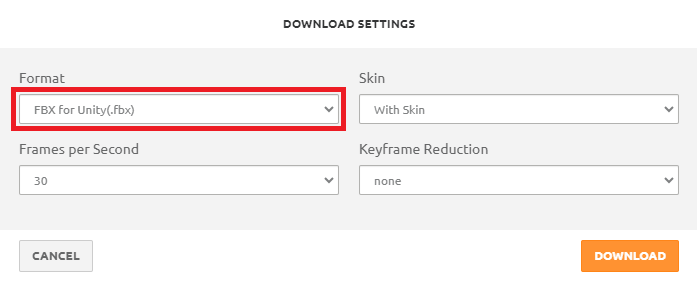 DOWNLOAD SETTINGS
Format
Skin
FBX for Unity(.fbx)
With Skin
Frames per Second
Keyframe Reduction
30
none
CANCEL
DOWNLOAD